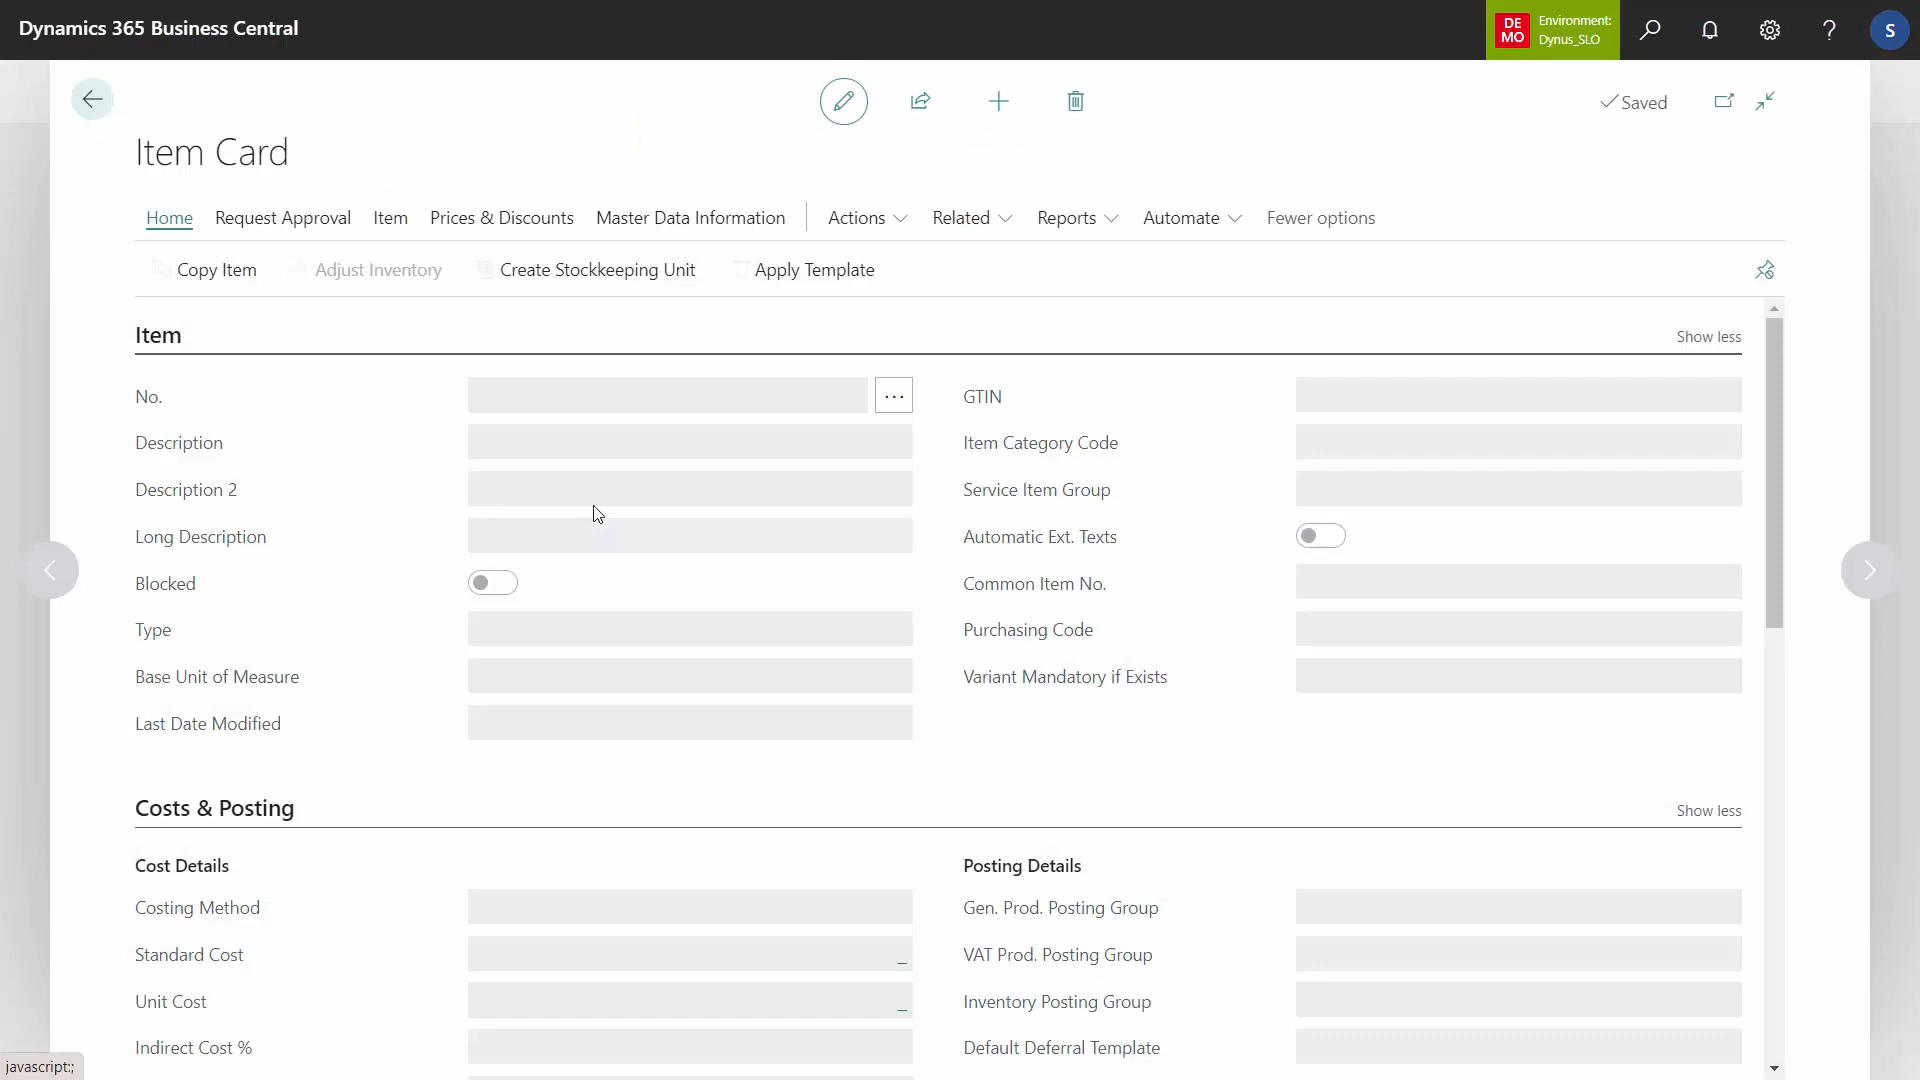 Dynamics 365 Business Central
DE
MO
Environment:
Dynus_SLO
?
S
Saved
Item Card
Home Request Approval Item Prices & Discounts Master Data Information Actions Related Reports Automate Fewer options
Copy Item Adjust Inventory Create Stockkeeping Unit Apply Template
Item Show less
No. ... GTIN
Description Item Category Code
Description 2 Service Item Group
Long Description Automatic Ext. Texts
Blocked Common Item No.
Type Purchasing Code
Base Unit of Measure Variant Mandatory if Exists
Last Date Modified
Costs & Posting Show less
Cost Details Posting Details
Costing Method Gen. Prod. Posting Group
Standard Cost _ VAT Prod. Posting Group
Unit Cost _ Inventory Posting Group
Indirect Cost % Default Deferral Template
javascript:;